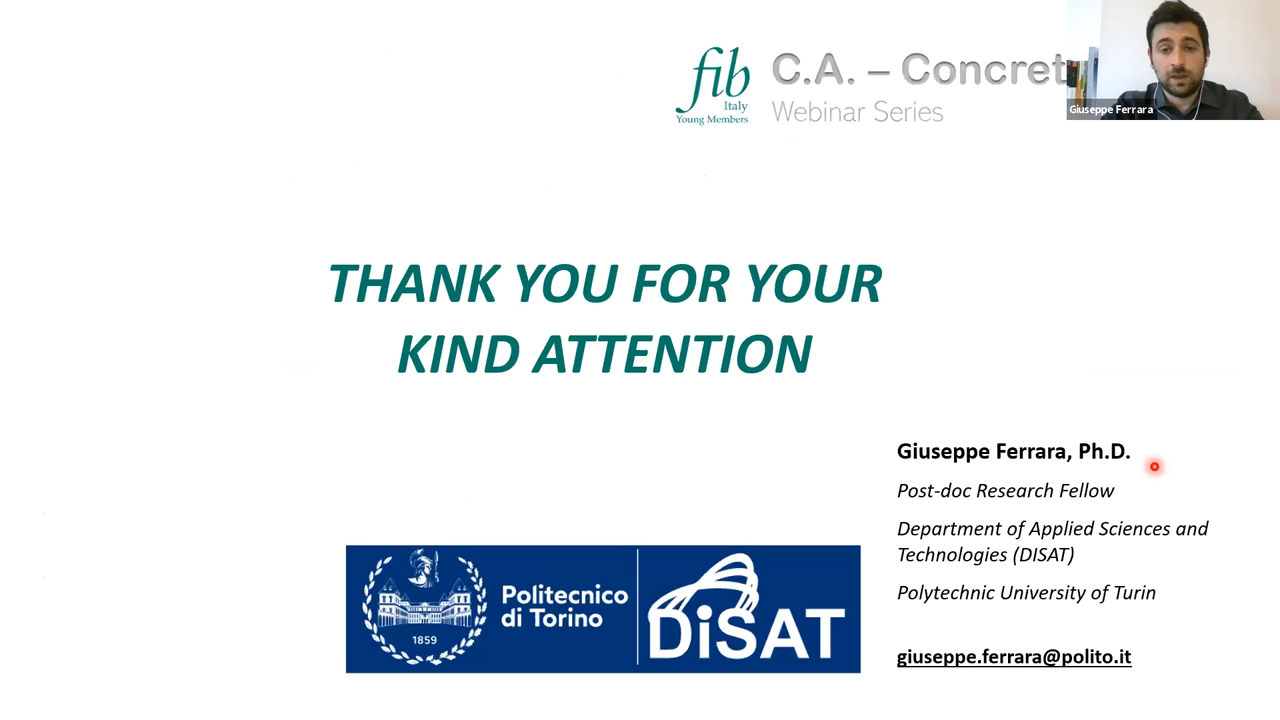 fib
Italy
Young Members
C.A. – Concret
Webinar Series
Giuseppe Ferrara
THANK YOU FOR YOUR
KIND ATTENTION
Giuseppe Ferrara, Ph.D.
Post-doc Research Fellow
Department of Applied Sciences and
Technologies (DISAT)
Polytechnic University of Turin
giuseppe.ferrara@polito.it
1859
Politecnico
di Torino
DiSAT